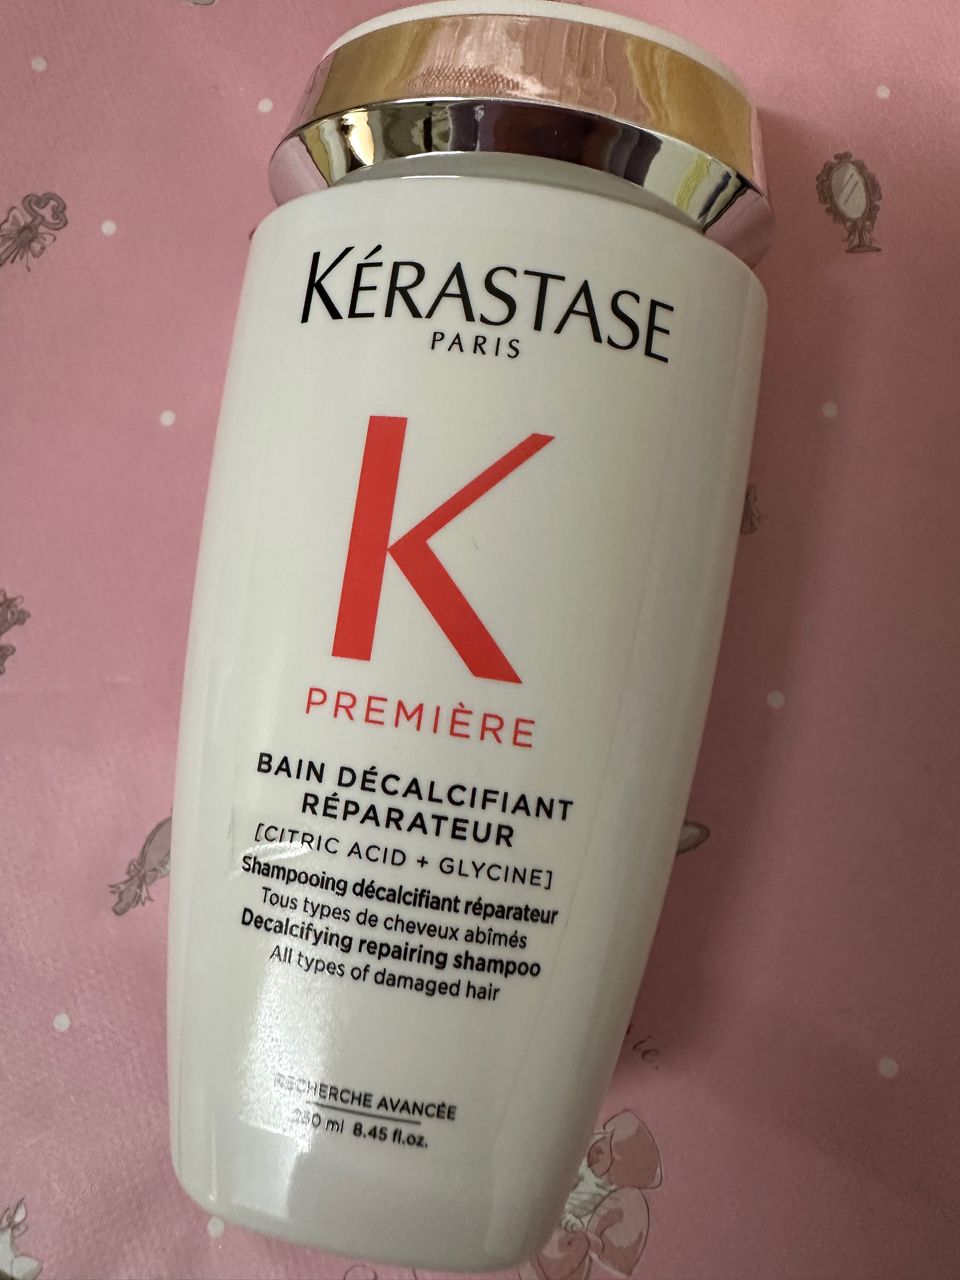 KÉRASTASE
PARIS
K
PREMIÈRE
BAIN DÉCALCIFIANT
RÉPARATEUR
[CITRIC ACID + GLYCINE]
Shampooing décalcifiant réparateur
Tous types de cheveux abîmés
Decalcifying repairing shampoo
All types of damaged hair
RECHERCHE AVANCÉE
250 ml 8.45 fl.oz.